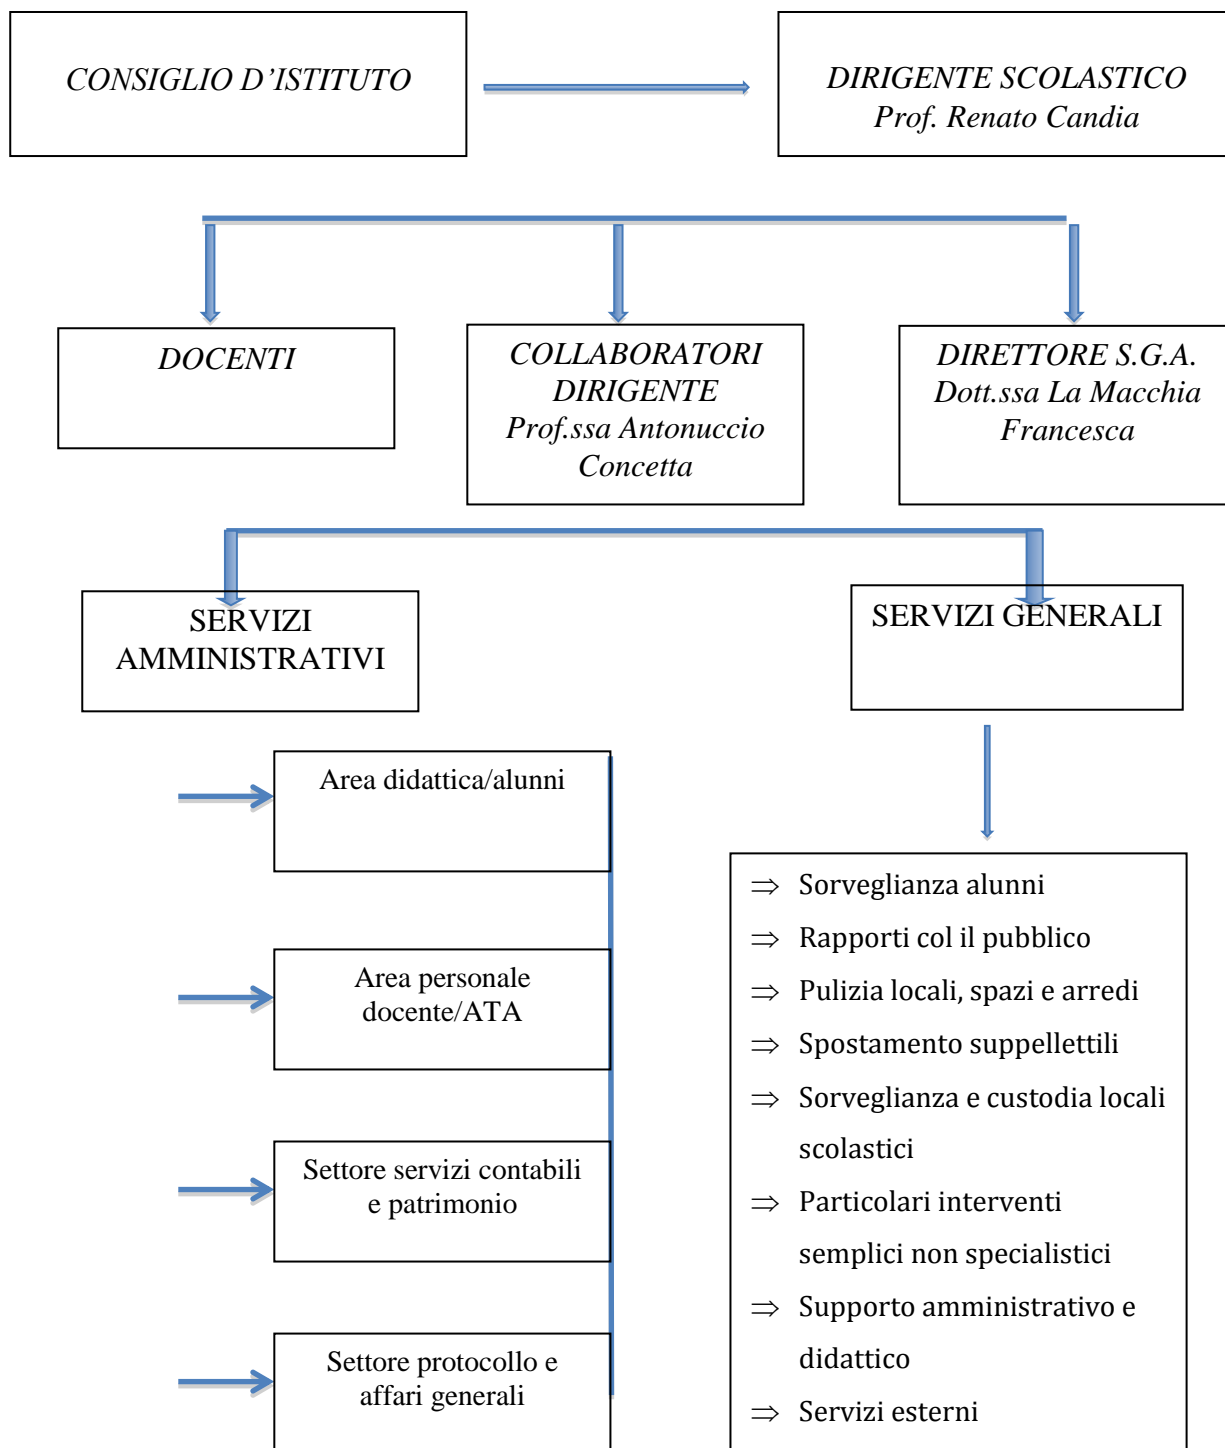 CONSIGLIO D’ISTITUTO
DIRIGENTE SCOLASTICO
Prof. Renato Candia
DOCENTI
COLLABORATORI
DIRIGENTE
Prof.ssa Antonuccio
Concetta
DIRETTORE S.G.A.
Dott.ssa La Macchia
Francesca
SERVIZI
AMMINISTRATIVI
SERVIZI GENERALI
Area didattica/alunni
Area personale
docente/ATA
Settore servizi contabili
e patrimonio
Settore protocollo e
affari generali
⇒ Sorveglianza alunni
⇒ Rapporti col il pubblico
⇒ Pulizia locali, spazi e arredi
⇒ Spostamento suppellettili
⇒ Sorveglianza e custodia locali
scolastici
⇒ Particolari interventi
semplici non specialistici
⇒ Supporto amministrativo e
didattico
⇒ Servizi esterni